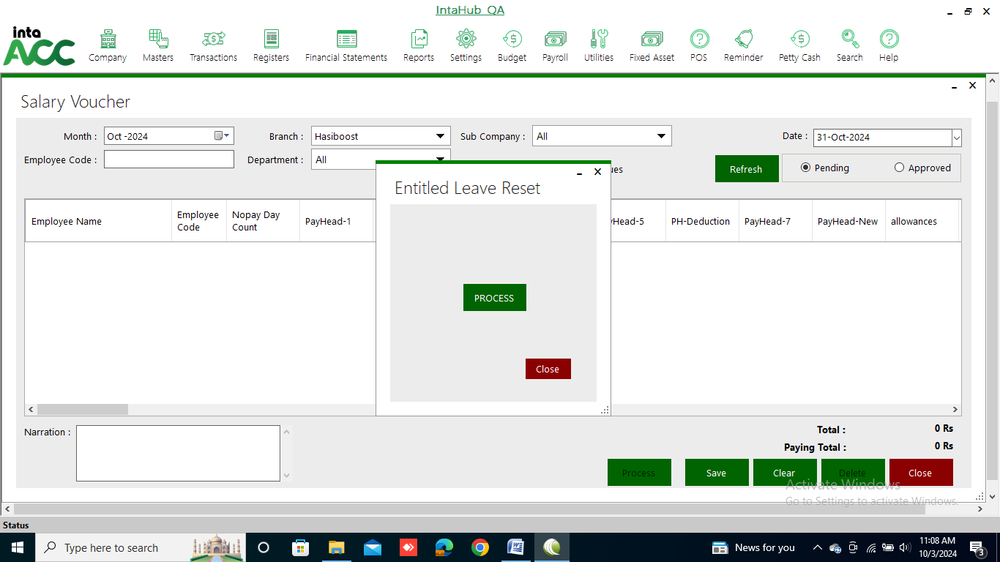 IntaHub_QA
inta
ACC
Company
Masters
Transactions
Registers
Financial Statements
Reports
Settings
Budget
Payroll
Utilities
Fixed Asset
POS
Reminder
Petty Cash
Search
Help
Salary Voucher
Month :
Oct -2024
Branch :
Hasiboost
Sub Company :
All
Date :
31-Oct-2024
Employee Code :
Department :
All
ues
Refresh
Pending
Approved
Entitled Leave Reset
PROCESS
Close
Employee Name
Employee
Code
Nopay Day
Count
PayHead-1
Head-5
PH-Deduction
PayHead-7
PayHead-New
allowances
Narration :
Total :
0 Rs
Paying Total :
0 Rs
Process
Save
Clear
Delete
Close
Activate Windows
Go to Settings to activate Windows.
Status
Type here to search
News for you
11:08 AM
10/3/2024
3